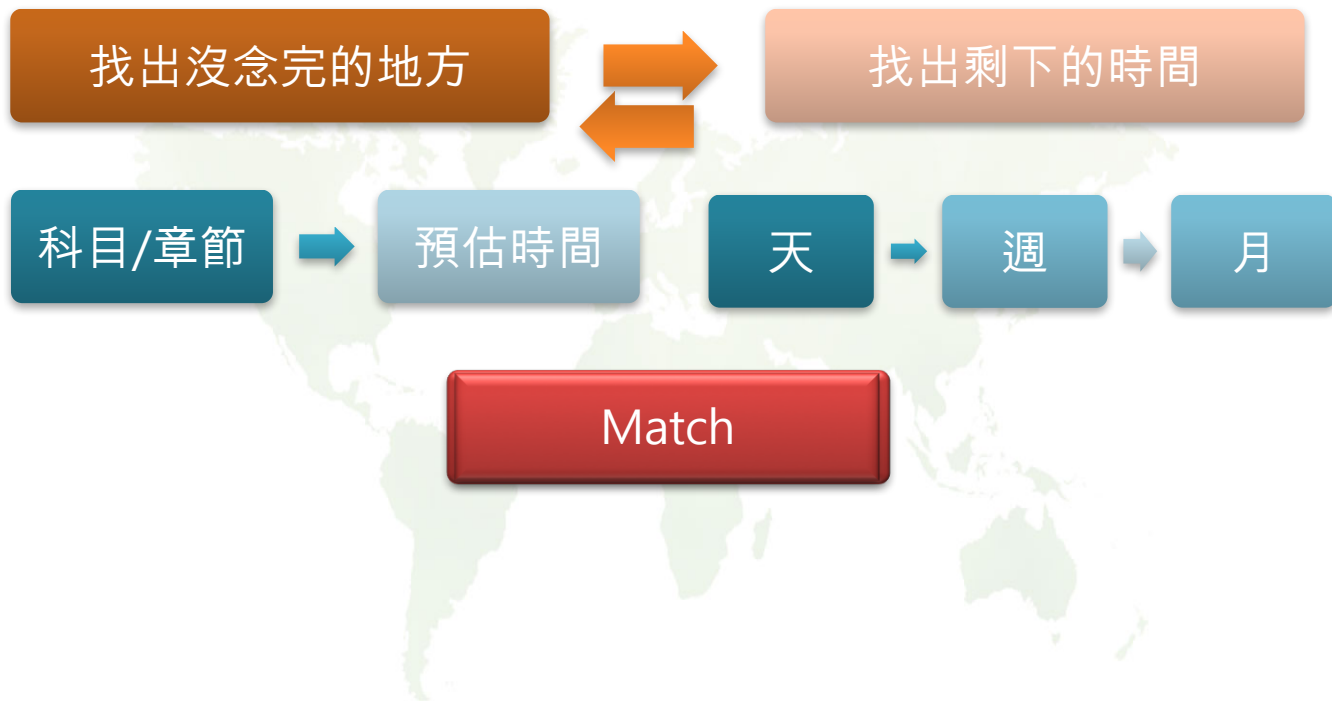 找出沒念完的地方
找出剩下的時間
科目/章節
預估時間
天
週
月
Match